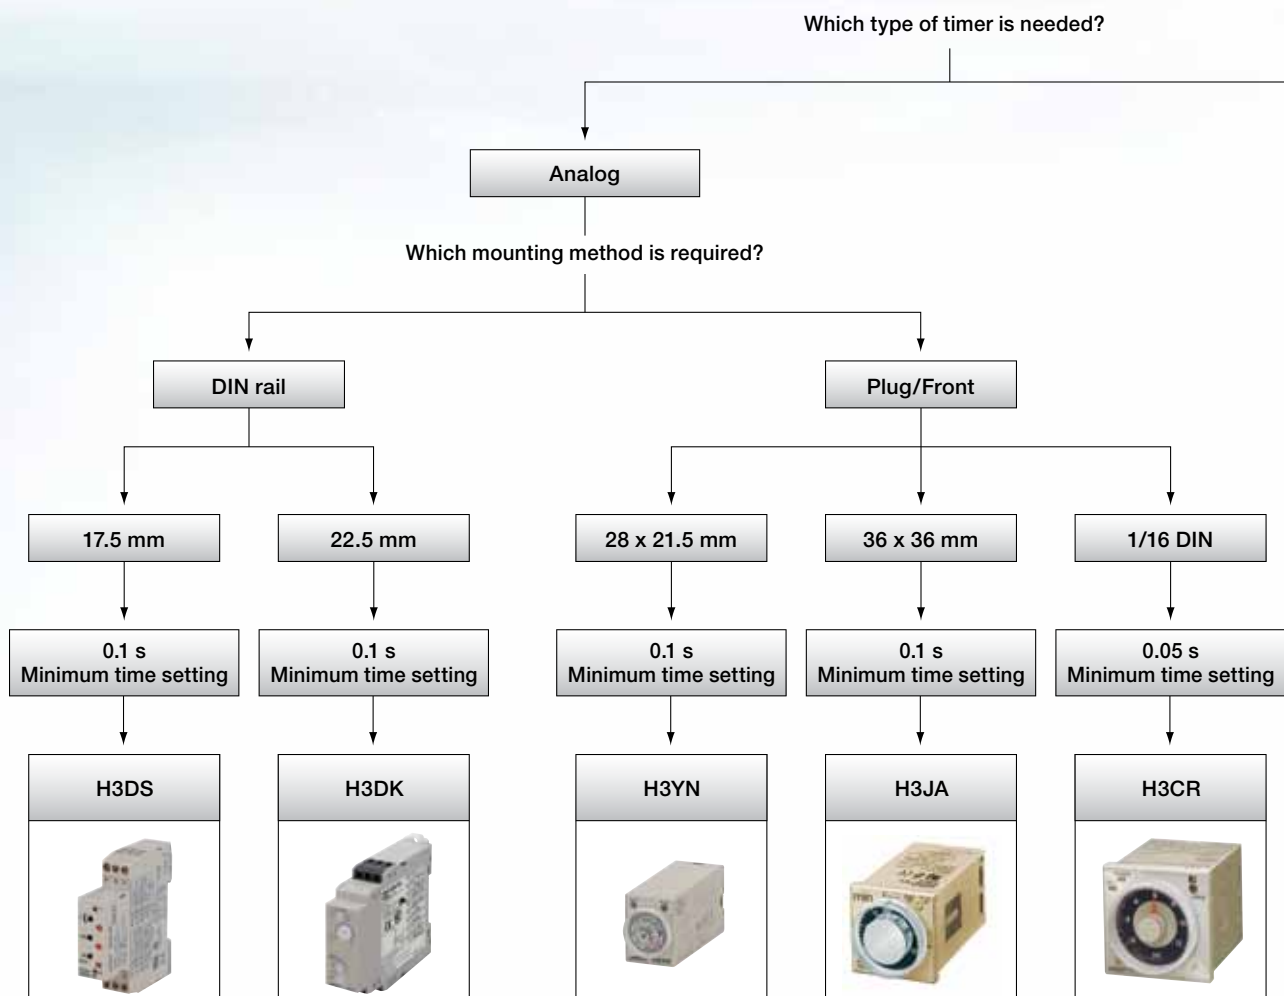 Which type of timer is needed?
Analog
Which mounting method is required?
DIN rail
Plug/Front
17.5 mm
22.5 mm
28 x 21.5 mm
36 x 36 mm
1/16 DIN
0.1 s
Minimum time setting
0.1 s
Minimum time setting
0.1 s
Minimum time setting
0.1 s
Minimum time setting
0.05 s
Minimum time setting
H3DS
H3DK
H3YN
H3JA
H3CR